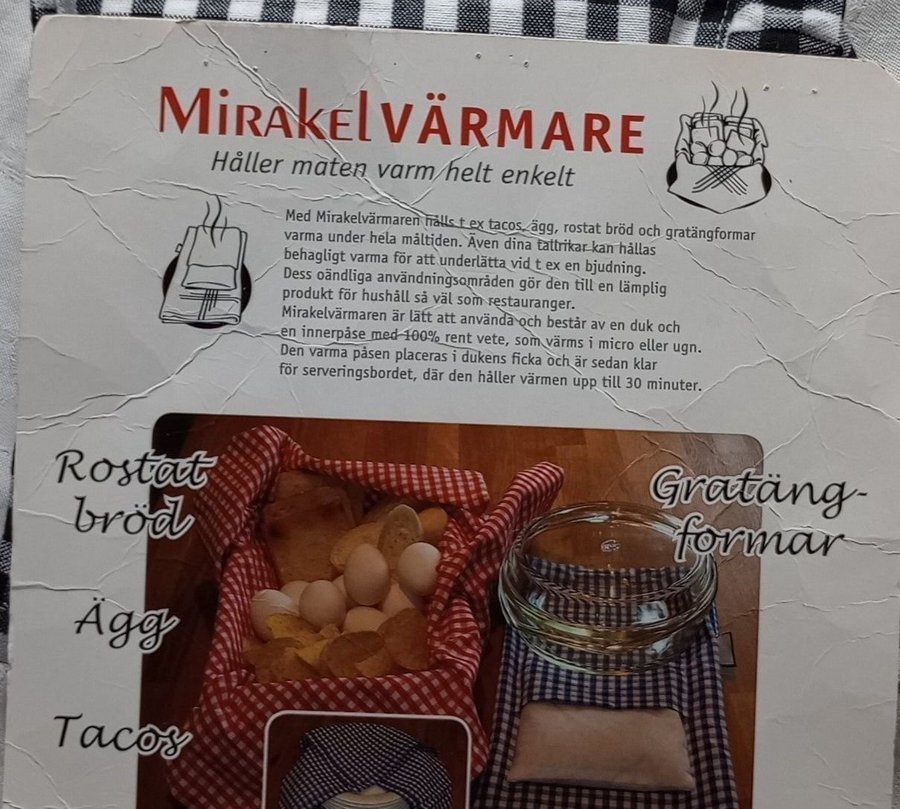 MiRAkElVÄRMARE
Håller maten varm helt enkelt
Med Mirakelvärmaren hålls t ex tacos, ägg, rostat bröd och gratängformar
varma under hela måltiden. Även dina tallrikar kan hållas
behagligt varma för att underlätta vid t ex en bjudning.
Dess oändliga användningsområden gör den till en lämplig
produkt för hushåll så väl som restauranger.
Mirakelvärmaren är lätt att använda och består av en duk och
en innerpåse med 100% rent vete, som värms i micro eller ugn.
Den varma påsen placeras i dukens ficka och är sedan klar
för serveringsbordet, där den håller värmen upp till 30 minuter.
Rostat
bröd
Gratäng-
formar
Ägg
Tacos